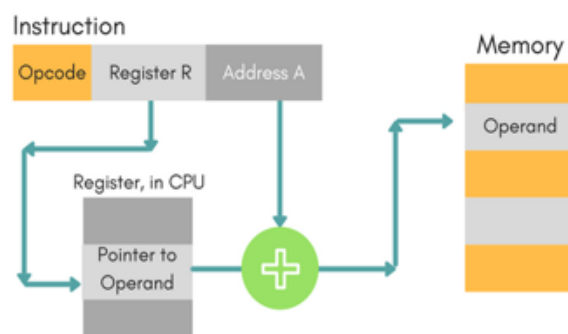 Instruction
Opcode Register R Address A
Memory
Operand
Register, in CPU
Pointer to
Operand